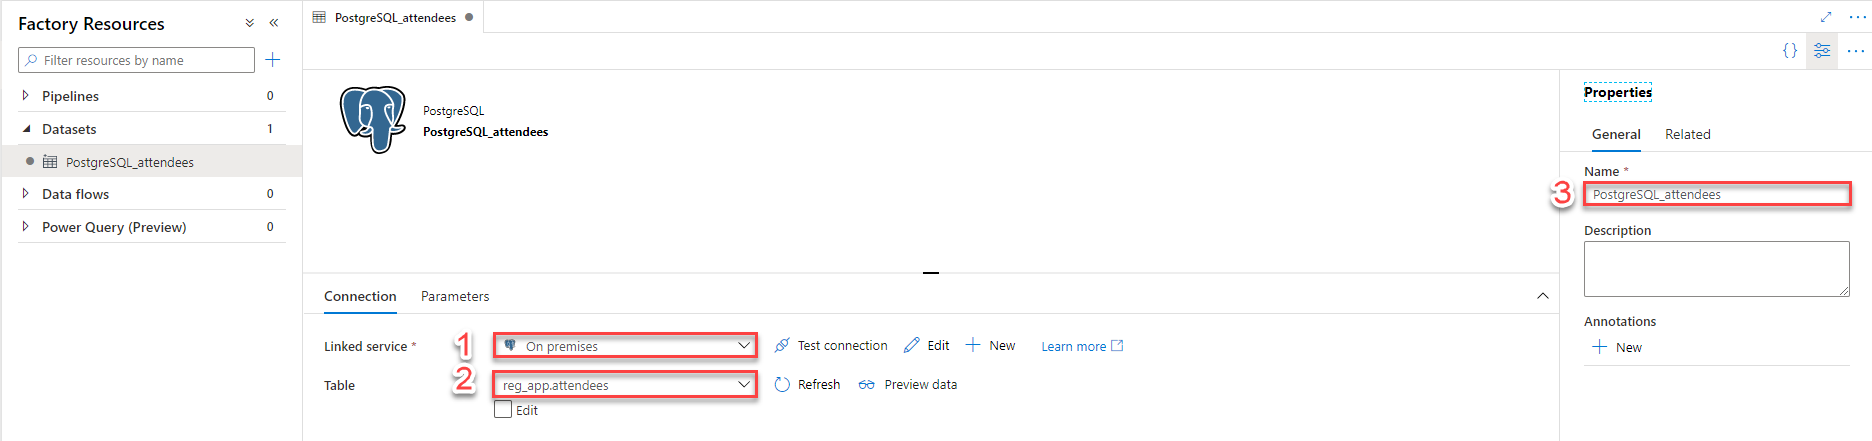 Factory Resources
Filter resources by name
Pipelines 0
Datasets 1
PostgreSQL_attendees
Data flows 0
Power Query (Preview) 0
PostgreSQL_attendees
PostgreSQL
PostgreSQL_attendees
Connection Parameters
Linked service * 1 On premises Test connection Edit New Learn more
Table 2 reg_app.attendees Refresh Preview data
Edit
{}
Properties
General Related
Name *
3 PostgreSQL_attendees
Description
Annotations
New